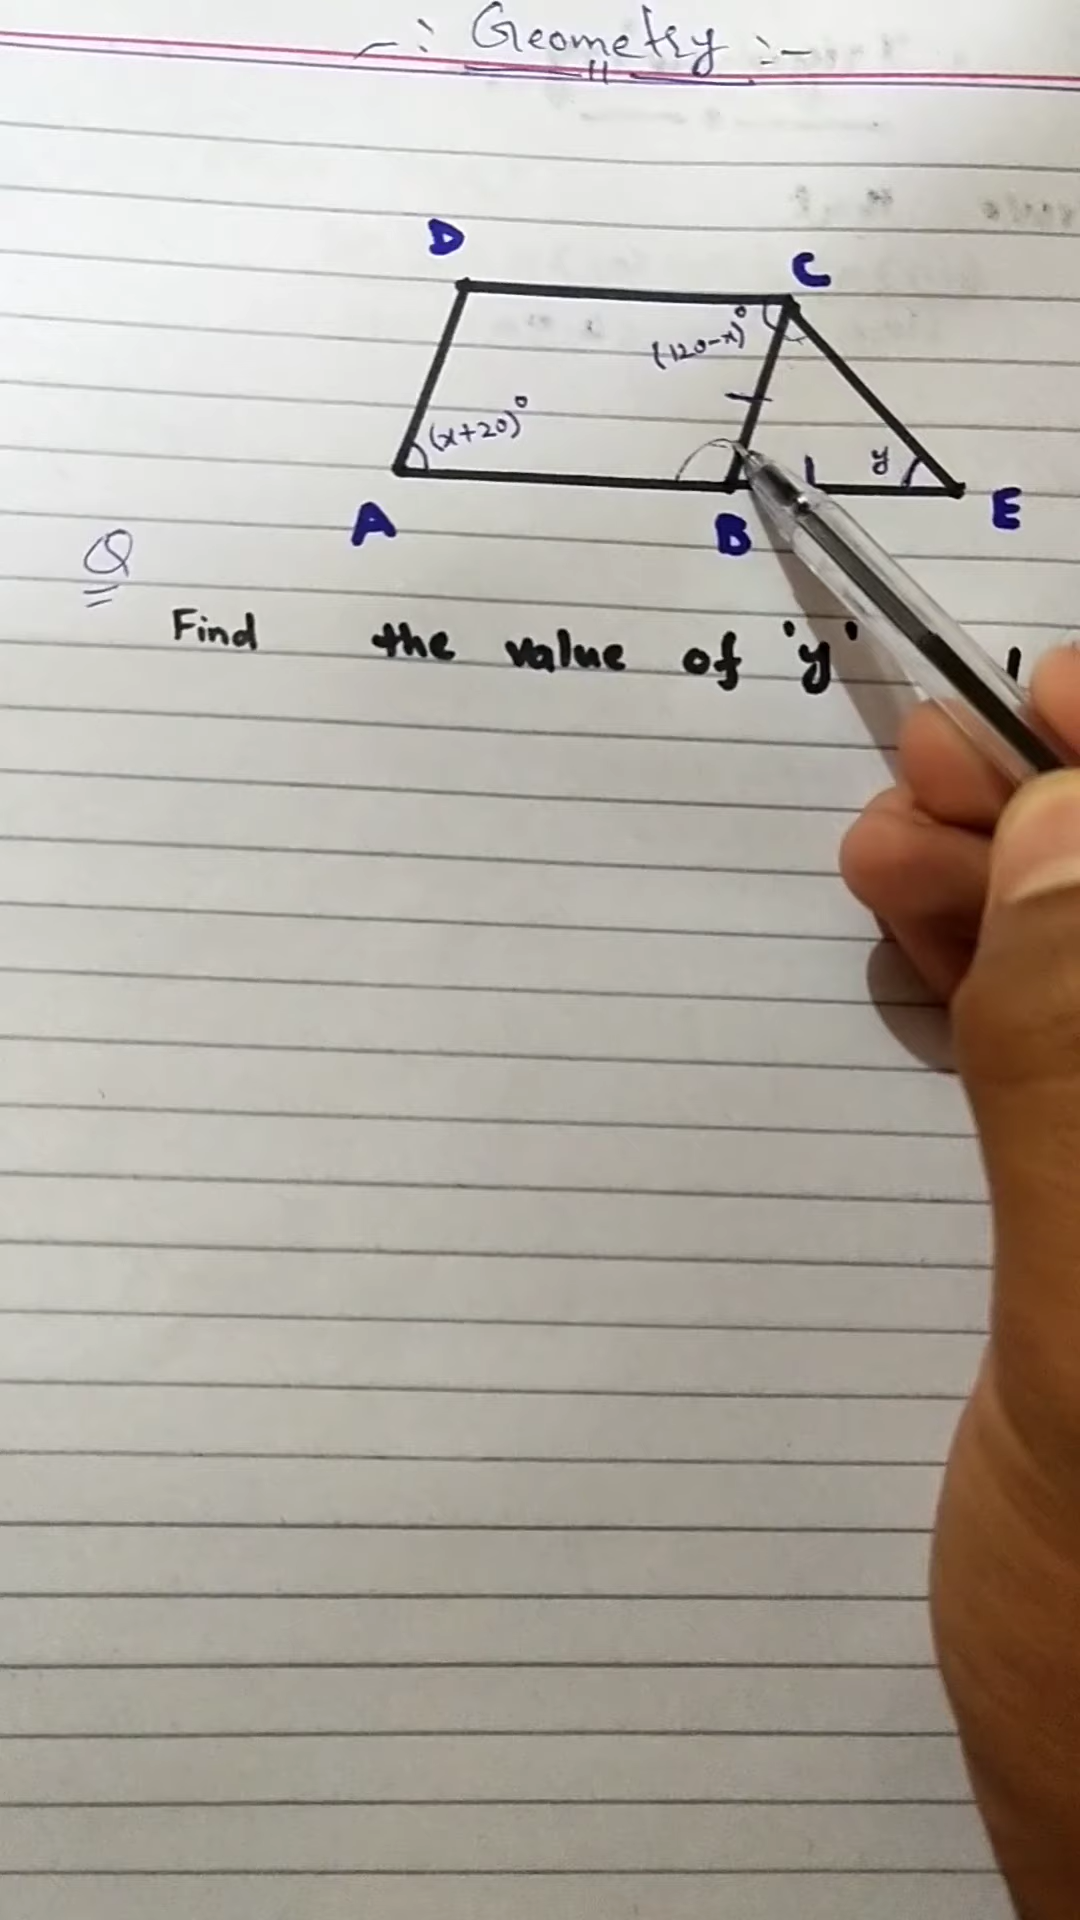 -: Geometry :-
D
C
(120-x)°
(x+20)°
y
A
B
E
Q
Find the value of 'y'